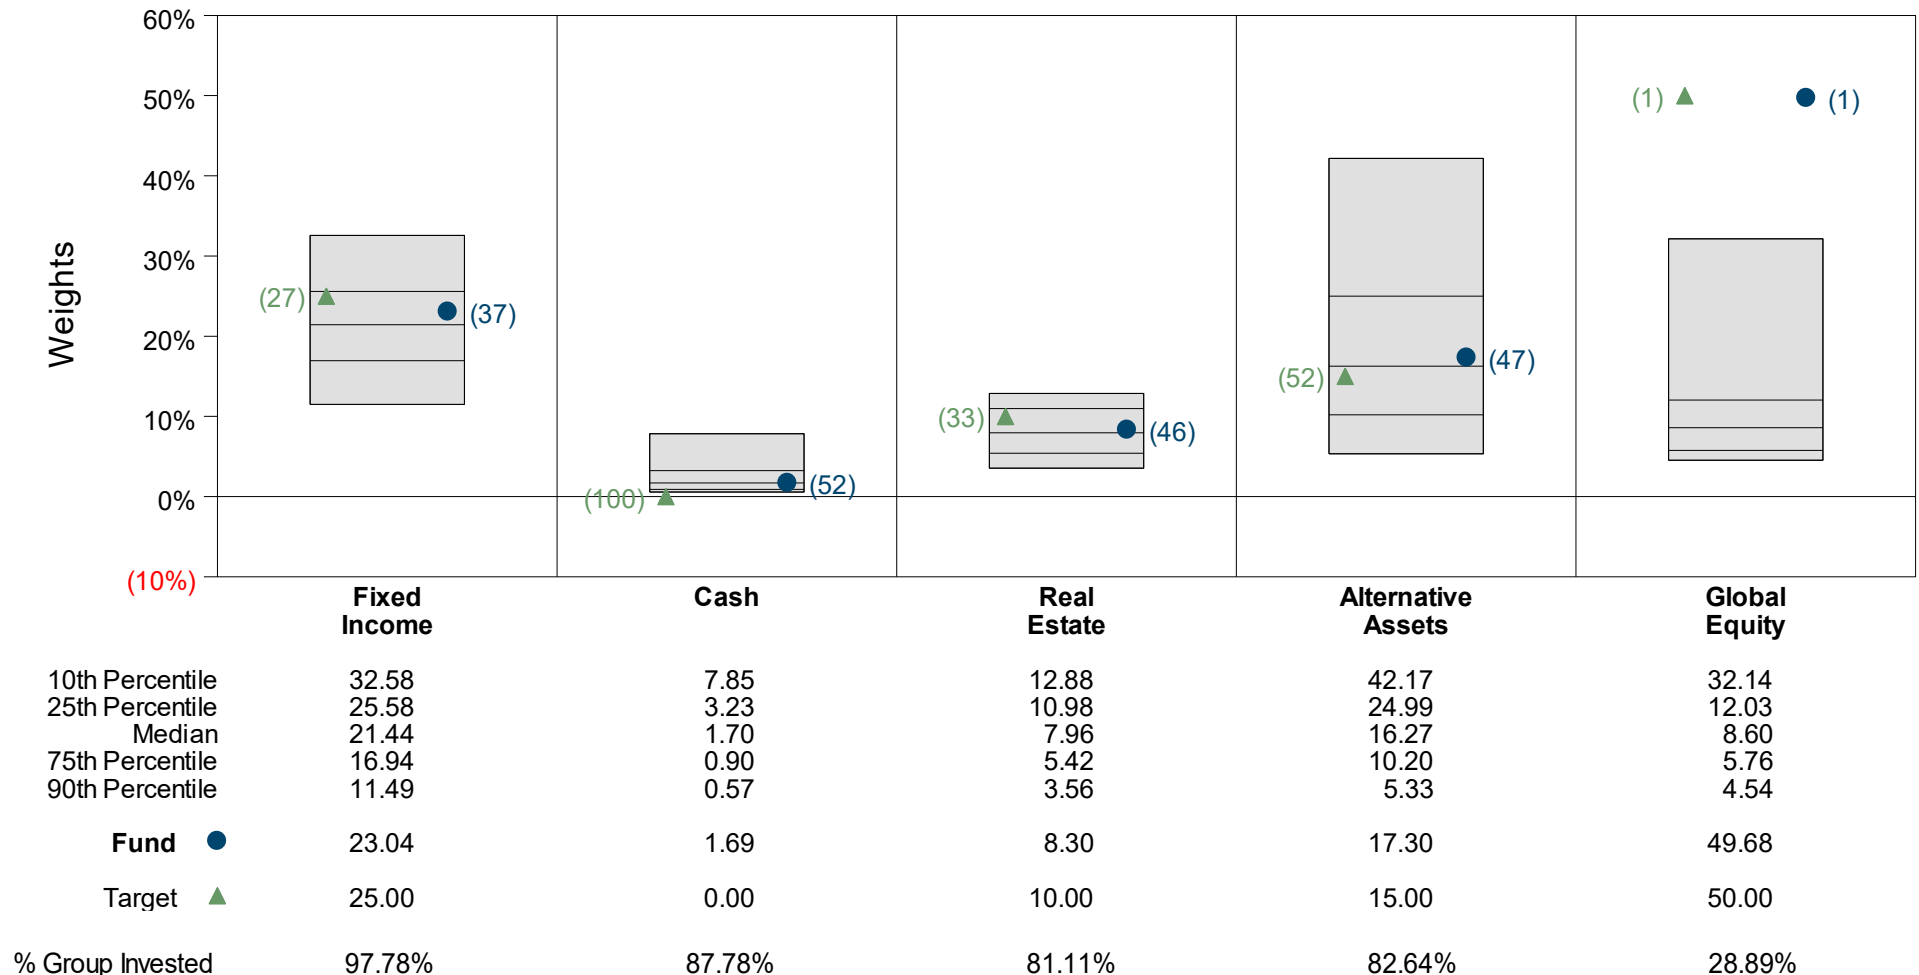 60%
50%
40%
30%
20%
10%
0%
(10%)
Weights
(27)
(37)
(100)
(52)
(33)
(46)
(52)
(47)
(1)
(1)
Fixed Cash Real Alternative Global
Income Estate Assets Equity
10th Percentile 32.58 7.85 12.88 42.17 32.14
25th Percentile 25.58 3.23 10.98 24.99 12.03
Median 21.44 1.70 7.96 16.27 8.60
75th Percentile 16.94 0.90 5.42 10.20 5.76
90th Percentile 11.49 0.57 3.56 5.33 4.54
Fund 23.04 1.69 8.30 17.30 49.68
Target 25.00 0.00 10.00 15.00 50.00
% Group Invested 97.78% 87.78% 81.11% 82.64% 28.89%